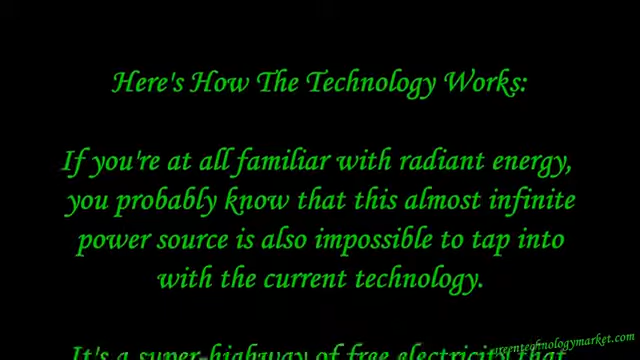 Here's How The Technology Works:
If you're at all familiar with radiant energy,
you probably know that this almost infinite
power source is also impossible to tap into
with the current technology.
It's a super-highway of free electricity that
greentechnologymarket.com